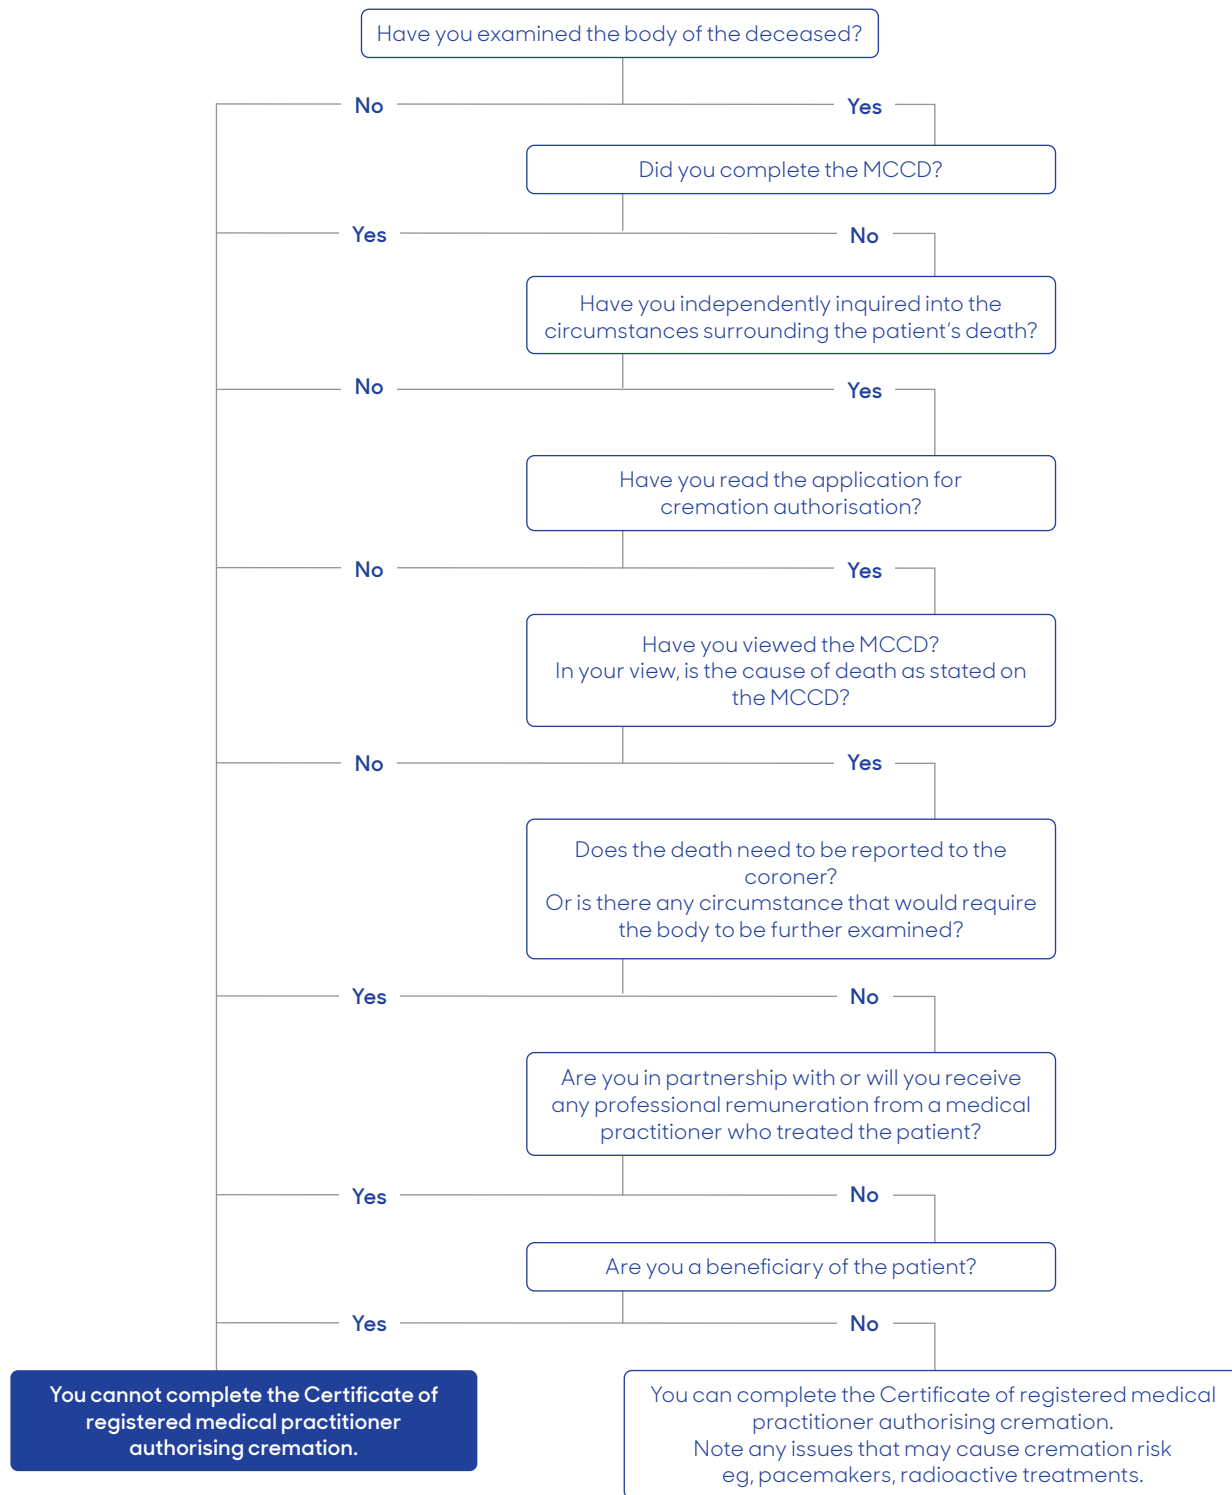 Have you examined the body of the deceased?
No
Yes
Did you complete the MCCD?
Yes
No
Have you independently inquired into the
circumstances surrounding the patient’s death?
No
Yes
Have you read the application for
cremation authorisation?
No
Yes
Have you viewed the MCCD?
In your view, is the cause of death as stated on
the MCCD?
No
Yes
Does the death need to be reported to the
coroner?
Or is there any circumstance that would require
the body to be further examined?
Yes
No
Are you in partnership with or will you receive
any professional remuneration from a medical
practitioner who treated the patient?
Yes
No
Are you a beneficiary of the patient?
Yes
No
You cannot complete the Certificate of
registered medical practitioner
authorising cremation.
You can complete the Certificate of registered medical
practitioner authorising cremation.
Note any issues that may cause cremation risk
eg, pacemakers, radioactive treatments.